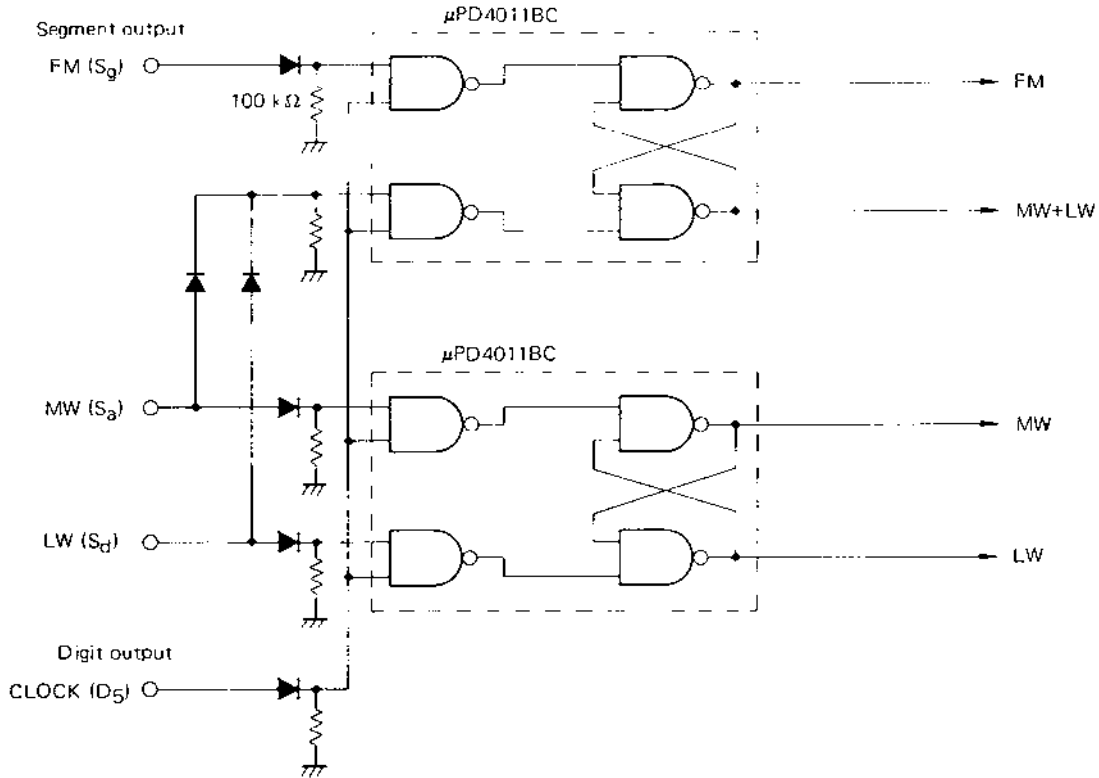 μPD4011BC
Segment output
FM (Sg)
100 kΩ
FM
MW+LW
μPD4011BC
MW (Sa)
MW
LW (Sd)
LW
Digit output
CLOCK (D5)